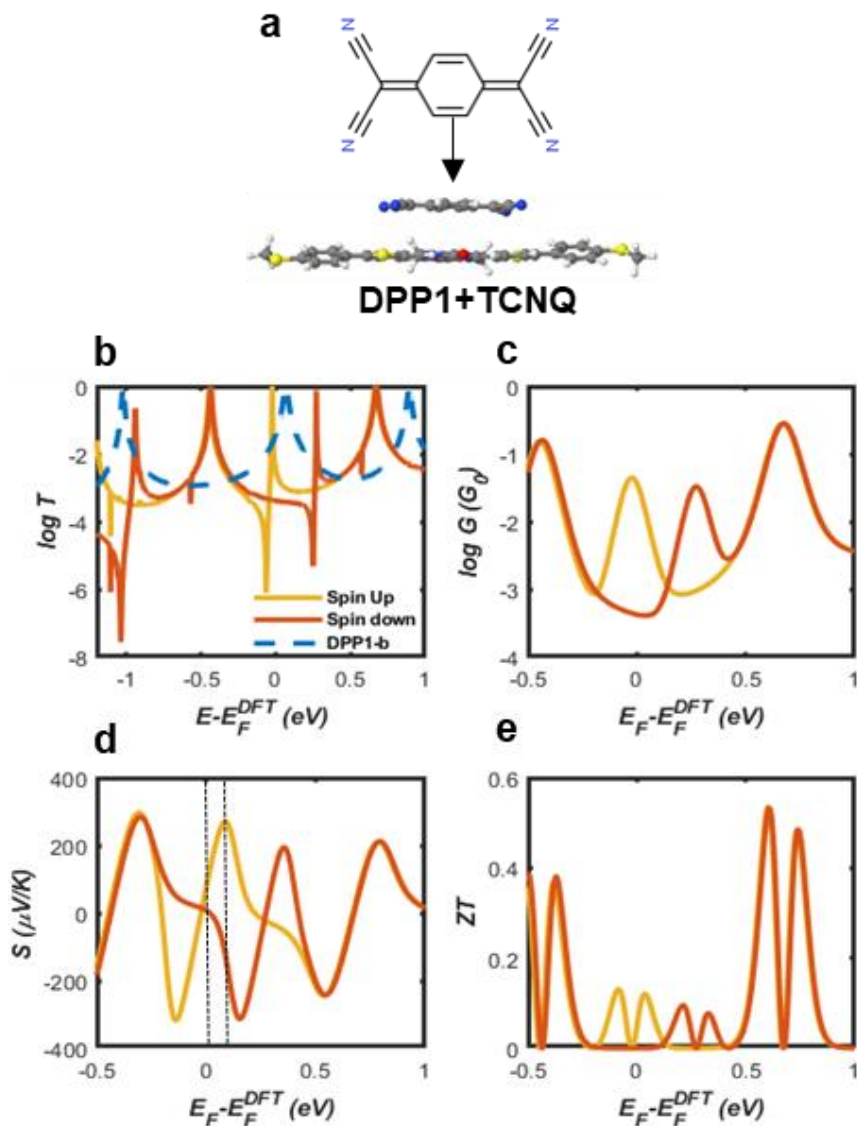 a
N
N
N
N
DPP1+TCNQ
b
0
-2
-4
-6
-8
log T
Spin Up
Spin down
DPP1-b
-1
-0.5
0
0.5
1
E-E_F^DFT (eV)
c
0
-1
-2
-3
-4
log G (G_0)
-0.5
0
0.5
1
E_F-E_F^DFT (eV)
d
400
200
0
-200
-400
S (μV/K)
-0.5
0
0.5
1
E_F-E_F^DFT (eV)
e
0.6
0.4
0.2
0
ZT
-0.5
0
0.5
1
E_F-E_F^DFT (eV)